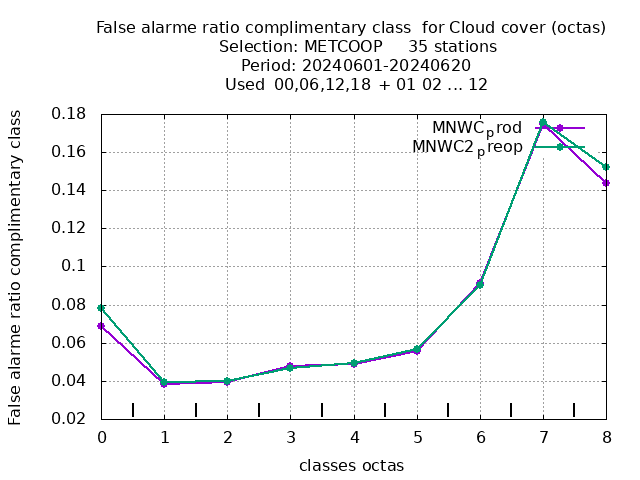 False alarme ratio complimentary class  for Cloud cover (octas)
Selection: METCOOP     35 stations
Period: 20240601-20240620
Used  00,06,12,18  + 01 02 ... 12
False alarme ratio complimentary class
0.18
0.16
0.14
0.12
0.1
0.08
0.06
0.04
0.02
MNWCprod
MNWC2preop
0 1 2 3 4 5 6 7 8
classes octas